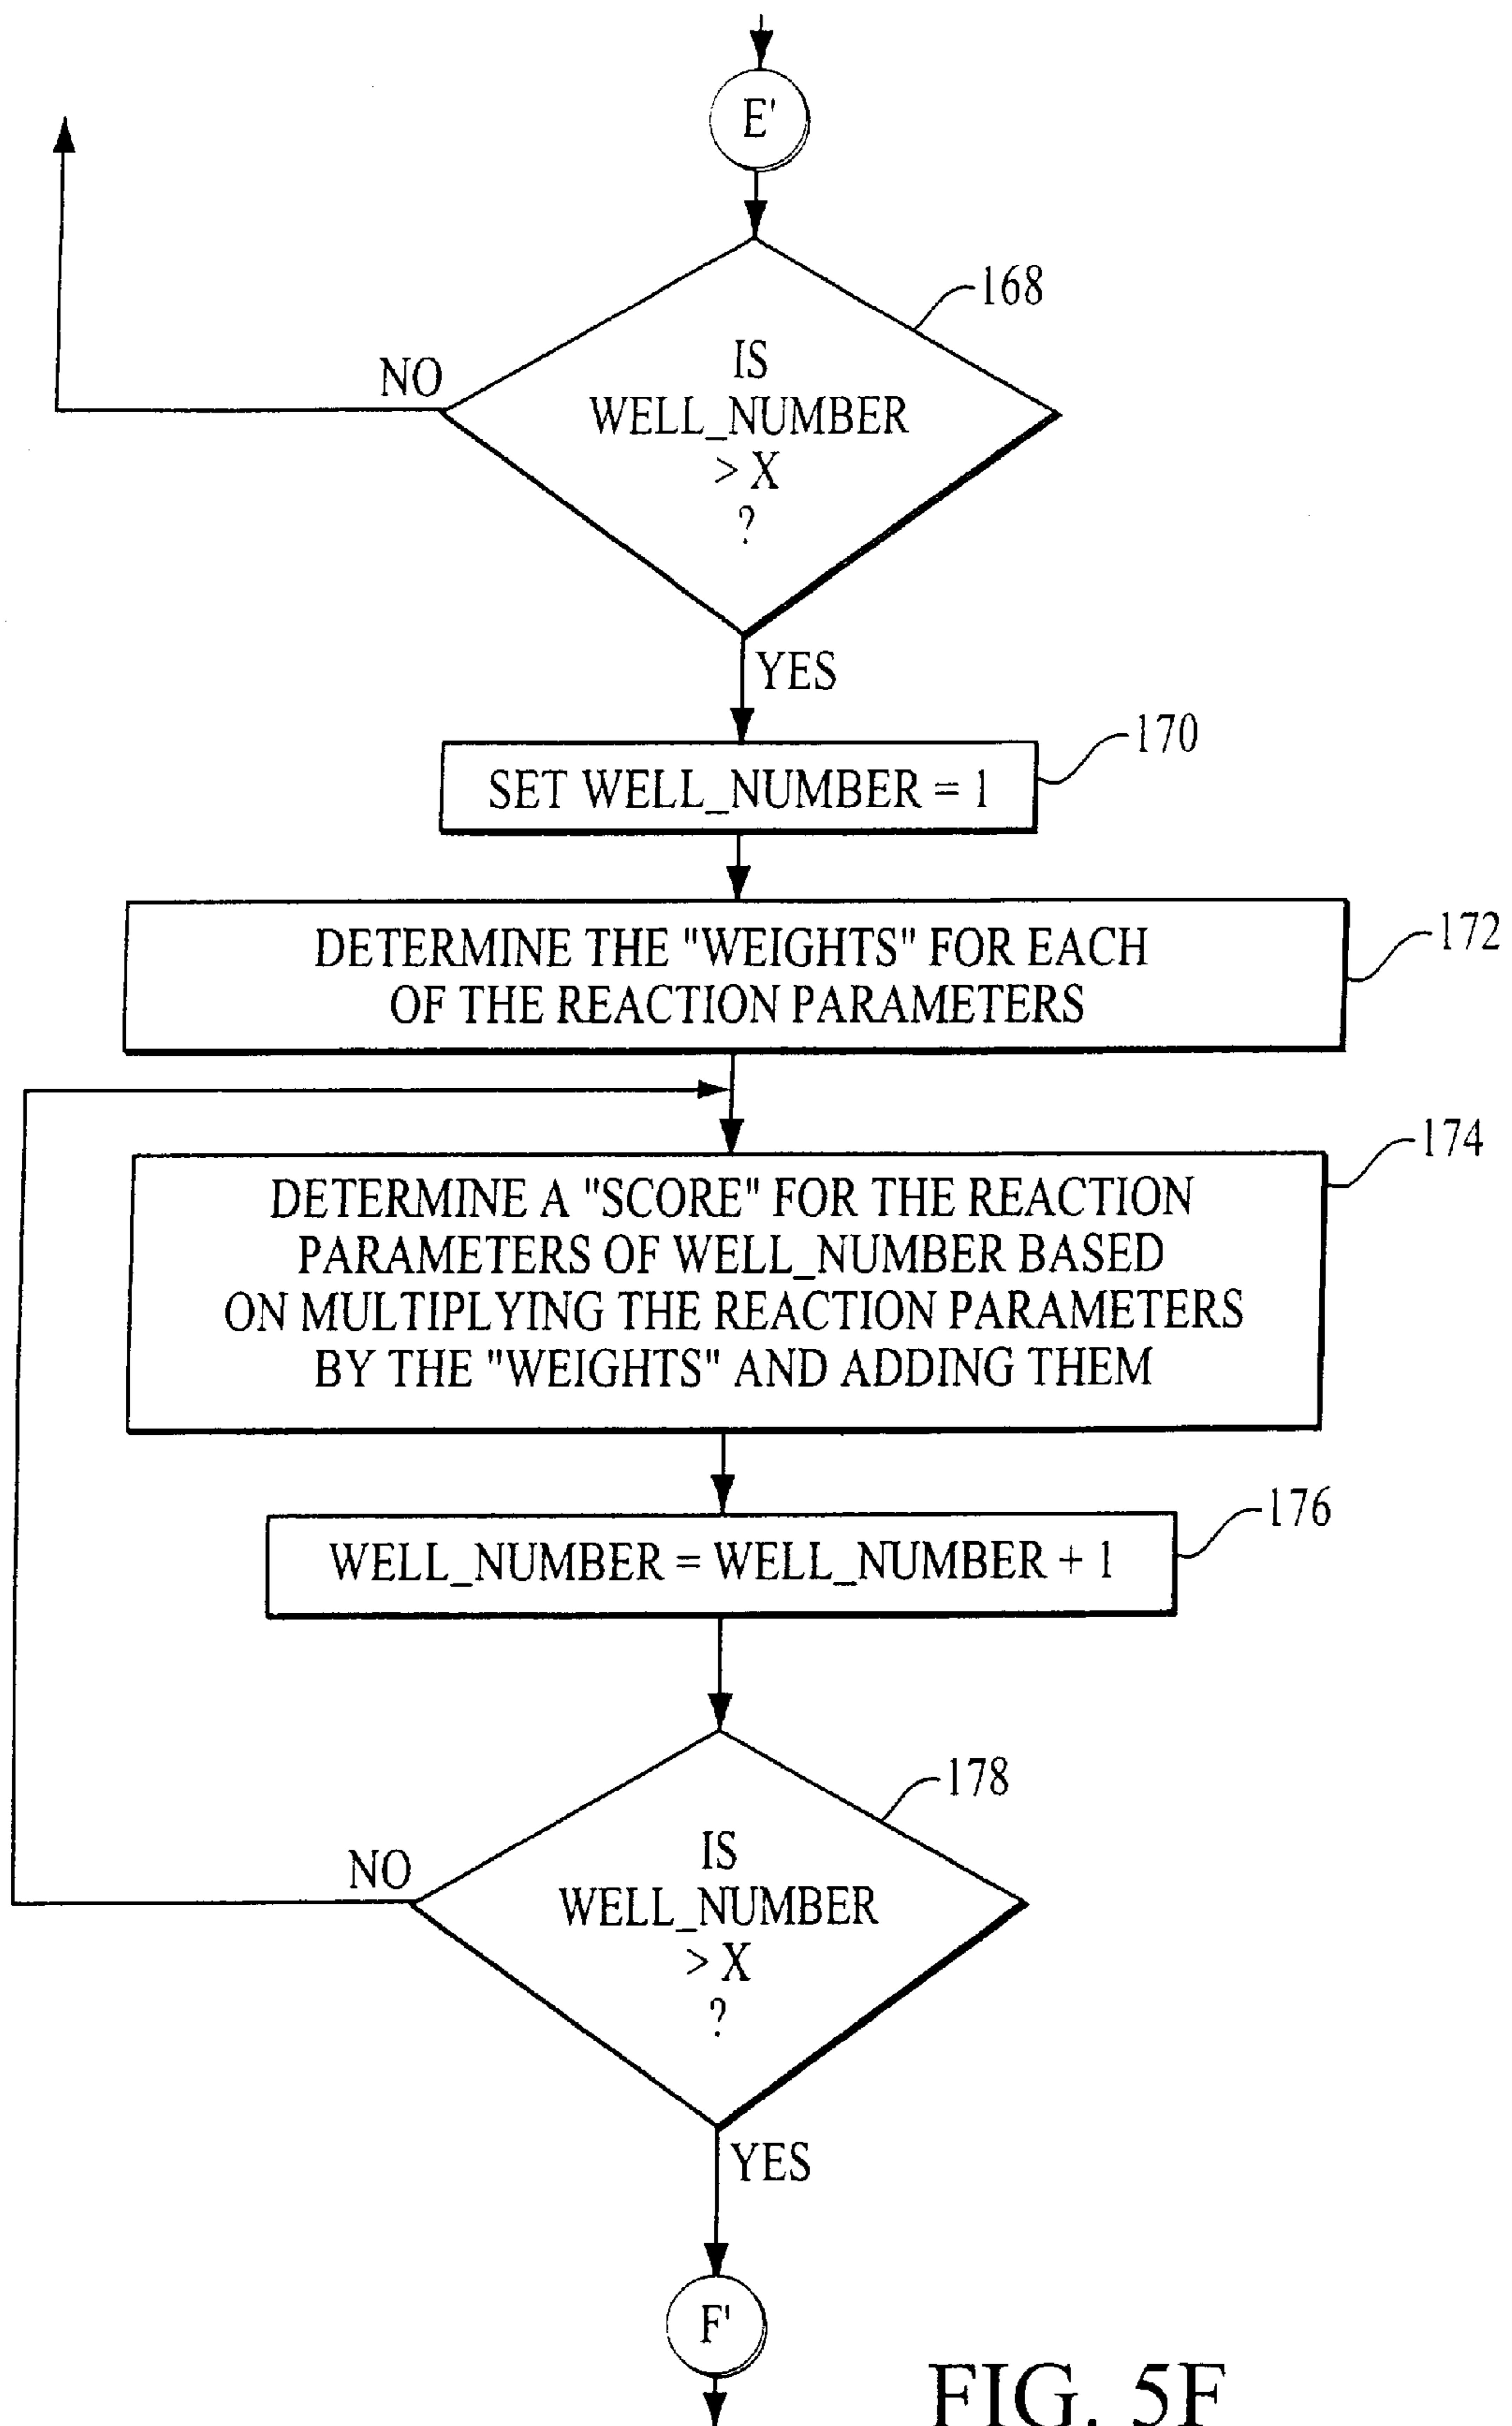 E'
168
IS
WELL_NUMBER
> X
?
NO
YES
170
SET WELL_NUMBER = 1
172
DETERMINE THE "WEIGHTS" FOR EACH
OF THE REACTION PARAMETERS
174
DETERMINE A "SCORE" FOR THE REACTION
PARAMETERS OF WELL_NUMBER BASED
ON MULTIPLYING THE REACTION PARAMETERS
BY THE "WEIGHTS" AND ADDING THEM
176
WELL_NUMBER = WELL_NUMBER + 1
178
IS
WELL_NUMBER
> X
?
NO
YES
F'
FIG. 5F